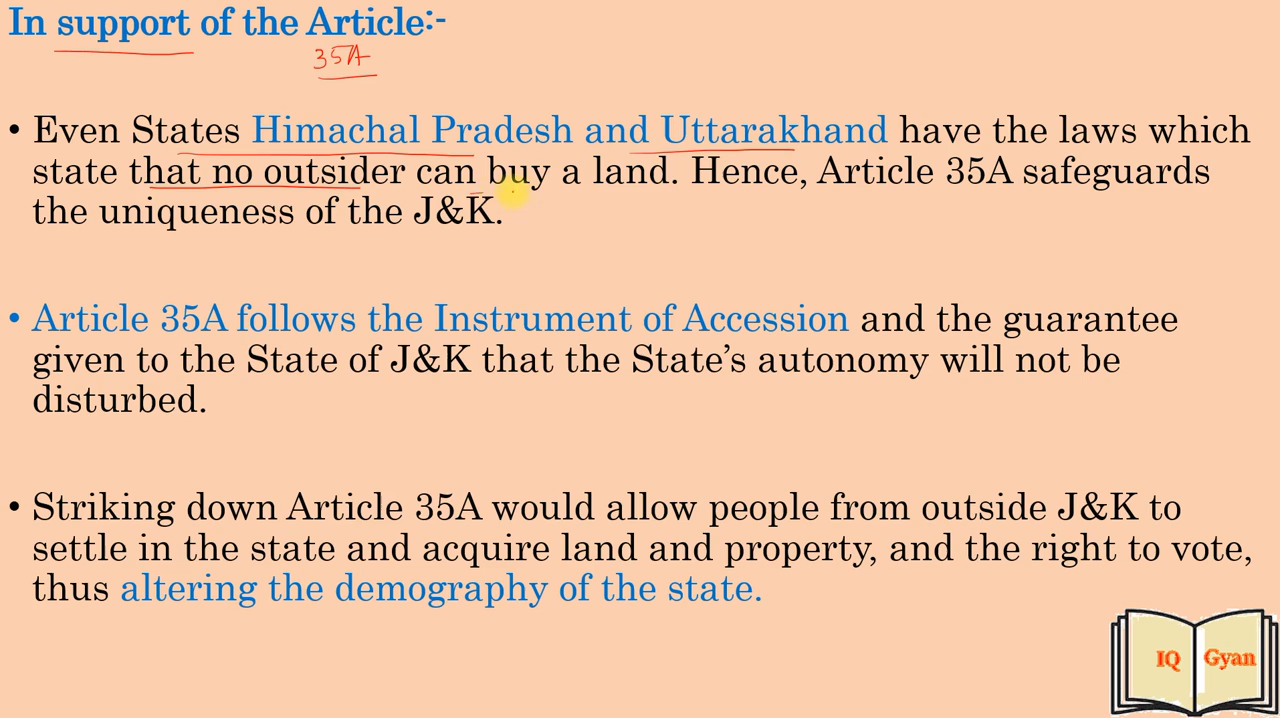 In support of the Article:-
35A
• Even States Himachal Pradesh and Uttarakhand have the laws which
state that no outsider can buy a land. Hence, Article 35A safeguards
the uniqueness of the J&K.
• Article 35A follows the Instrument of Accession and the guarantee
given to the State of J&K that the State’s autonomy will not be
disturbed.
• Striking down Article 35A would allow people from outside J&K to
settle in the state and acquire land and property, and the right to vote,
thus altering the demography of the state.
IQ Gyan